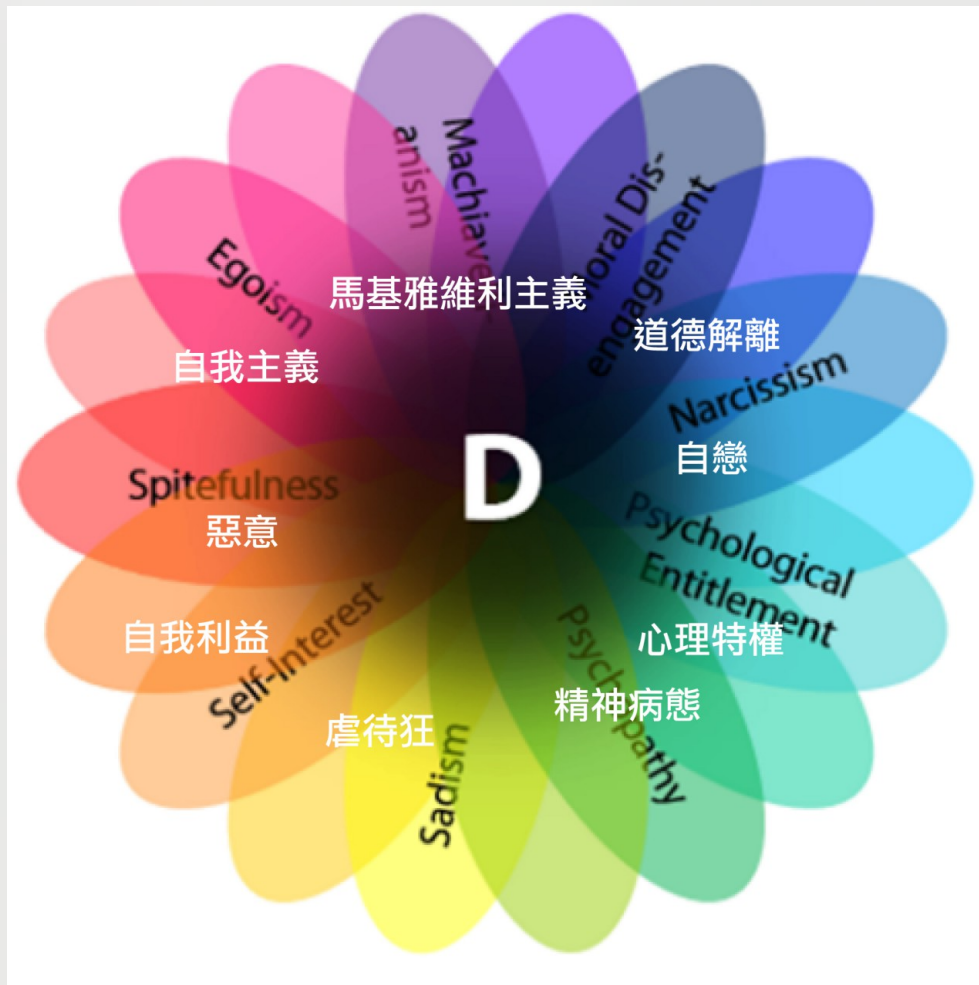 Machiavel-
anism
Moral Dis-
engagement
馬基雅維利主義
道德解離
Egoism
自我主義
Narcissism
自戀
D
Spitefulness
惡意
Psychological
Entitlement
心理特權
自我利益
Self-Interest
Psychopathy
精神病態
虐待狂
Sadism